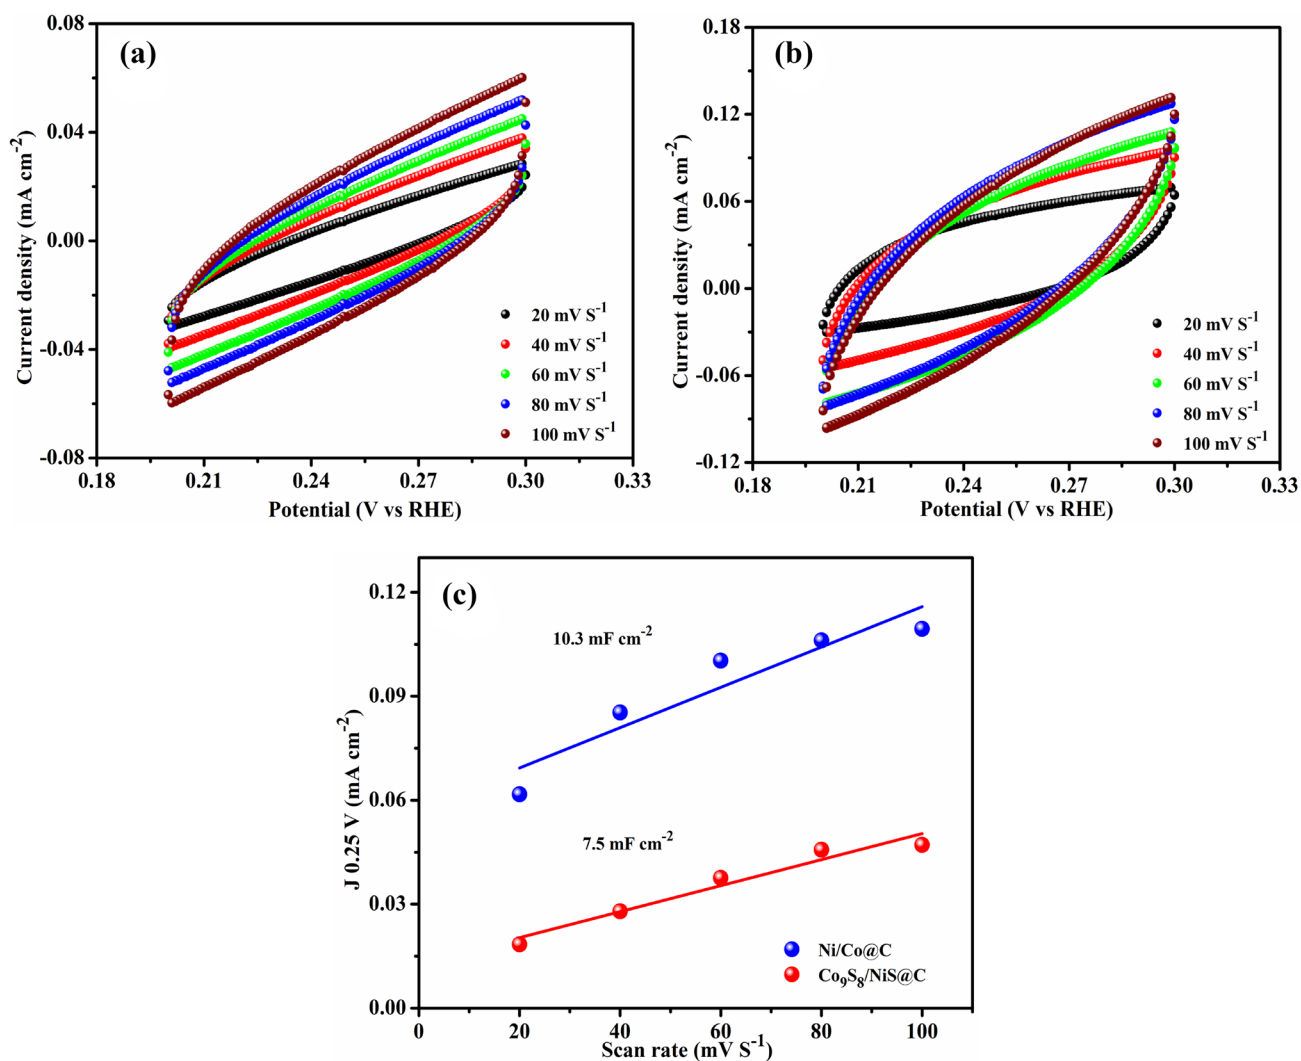 (a)
Current density (mA cm⁻²)
0.08
0.04
0.00
-0.04
-0.08
20 mV S⁻¹
40 mV S⁻¹
60 mV S⁻¹
80 mV S⁻¹
100 mV S⁻¹
0.18 0.21 0.24 0.27 0.30 0.33
Potential (V vs RHE)
(b)
Current density (mA cm⁻²)
0.18
0.12
0.06
0.00
-0.06
-0.12
20 mV S⁻¹
40 mV S⁻¹
60 mV S⁻¹
80 mV S⁻¹
100 mV S⁻¹
0.18 0.21 0.24 0.27 0.30 0.33
Potential (V vs RHE)
(c)
J 0.25 V (mA cm⁻²)
0.12
0.09
0.06
0.03
0.00
10.3 mF cm⁻²
7.5 mF cm⁻²
Ni/Co@C
Co₉S₈/NiS@C
0 20 40 60 80 100
Scan rate (mV S⁻¹)